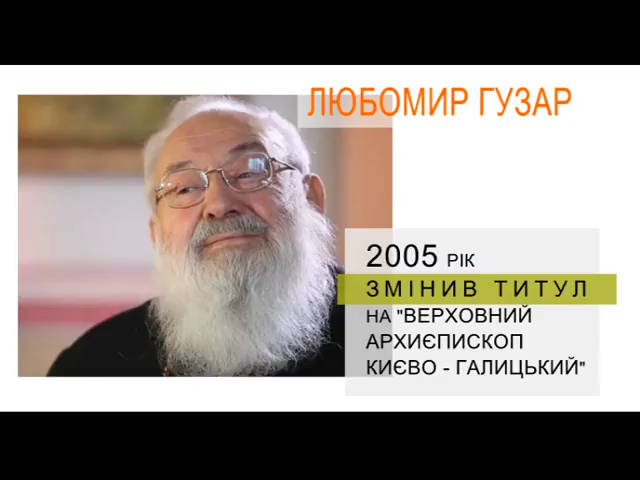 ЛЮБОМИР ГУЗАР
2005 РІК
ЗМІНИВ ТИТУЛ
НА "ВЕРХОВНИЙ
АРХИЄПИСКОП
КИЄВО - ГАЛИЦЬКИЙ"